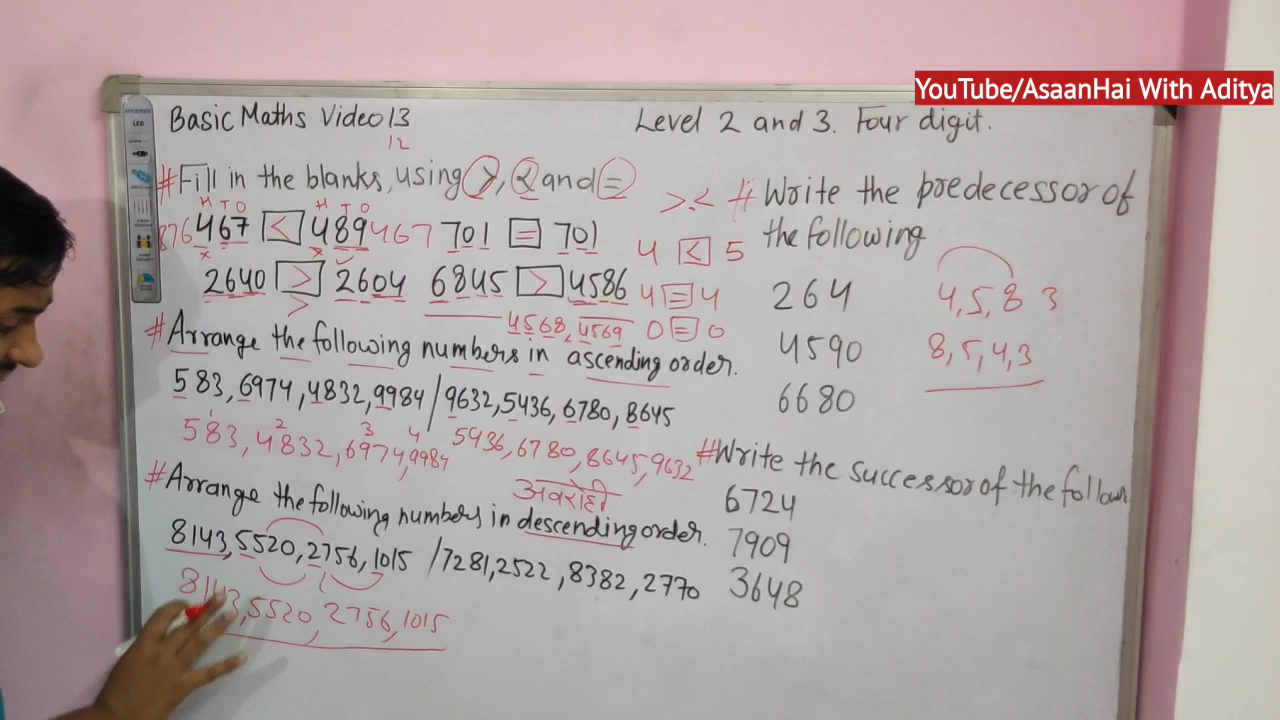 YouTube/AsaanHai With Aditya
Basic Maths Video 13
12
Level 2 and 3. Four digit.
#Fill in the blanks, using >, < and =
H T O H T O
876 467 < 489 467 701 = 701
2640 > 2604 6845 > 4586
>
4568, 4569
>.<
4 < 5
4 = 4
0 = 0
#Arrange the following numbers in ascending order.
583, 6974, 4832, 9984 / 9632, 5436, 6780, 8645
1 2 3 4
583, 4832, 6974, 9984 5436, 6780, 8645, 9632
अवरोही
#Arrange the following numbers in descending order.
8143, 5520, 2756, 1015 / 7281, 2522, 8382, 2770
8143, 5520, 2756, 1015
# Write the predecessor of
the following
264
4590
6680
4,5,8 3
8,5,4,3
#Write the successor of the follow
6724
7909
3648